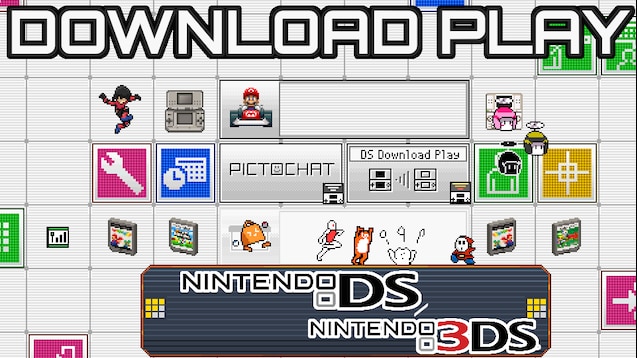 DOWNLOAD PLAY
PICTOCHAT
DS Download Play
NINTENDO DS /
NINTENDO 3DS